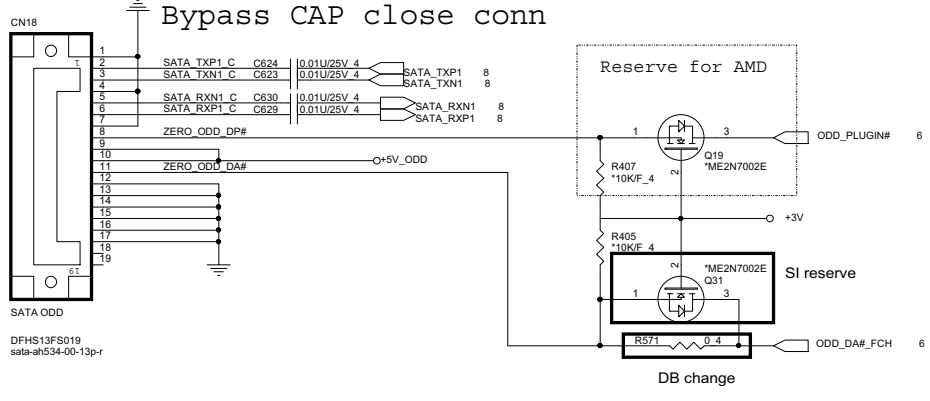 Bypass CAP close conn
CN18
1
1
2 SATA_TXP1_C C624 0.01U/25V_4 SATA_TXP1 8
3 SATA_TXN1_C C623 0.01U/25V_4 SATA_TXN1 8
4
5 SATA_RXN1_C C630 0.01U/25V_4 SATA_RXN1 8
6 SATA_RXP1_C C629 0.01U/25V_4 SATA_RXP1 8
7
8 ZERO_ODD_DP#
9
10 +5V_ODD
11 ZERO_ODD_DA#
12
13
14
15
16
17
18
19
19
SATA ODD
DFHS13FS019
sata-ah534-00-13p-r
Reserve for AMD
1 3 ODD_PLUGIN# 6
2
Q19
*ME2N7002E
R407
*10K/F_4
+3V
R405
*10K/F_4
2
*ME2N7002E
Q31
1 3
SI reserve
R571 0_4 ODD_DA#_FCH 6
DB change